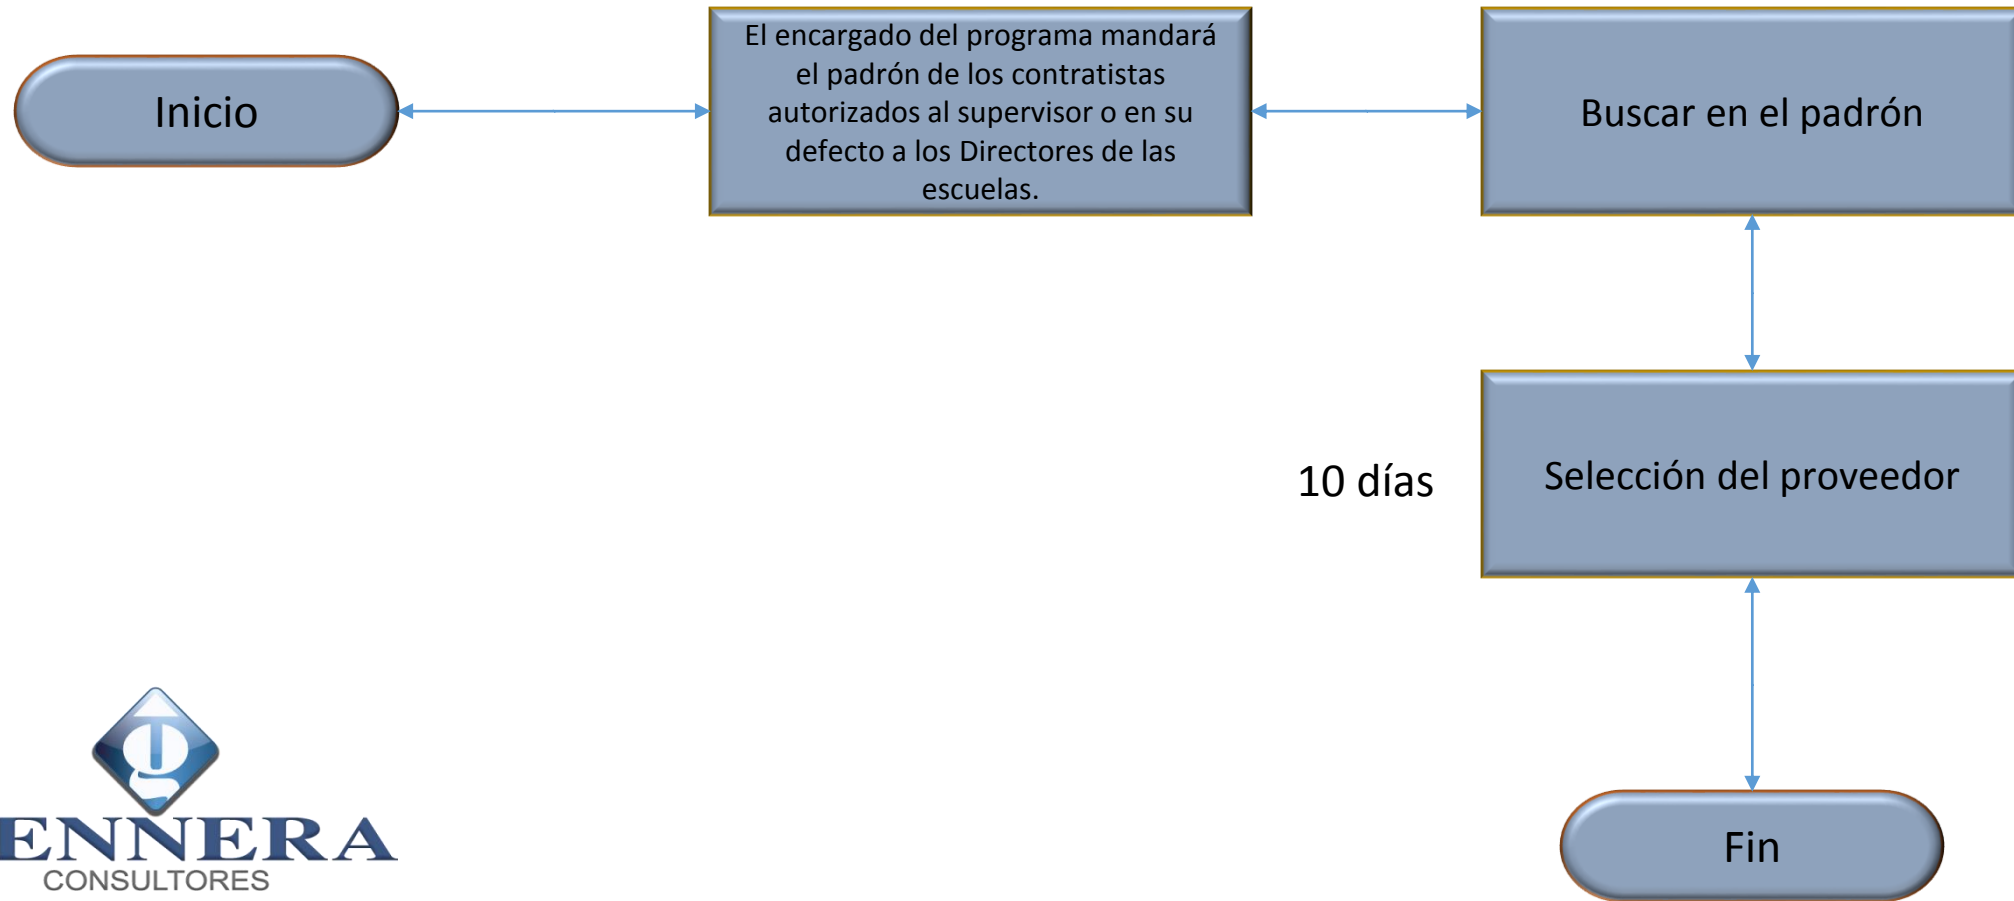 Inicio
El encargado del programa mandará
el padrón de los contratistas
autorizados al supervisor o en su
defecto a los Directores de las
escuelas.
Buscar en el padrón
10 días
Selección del proveedor
Fin
ENNERA
CONSULTORES